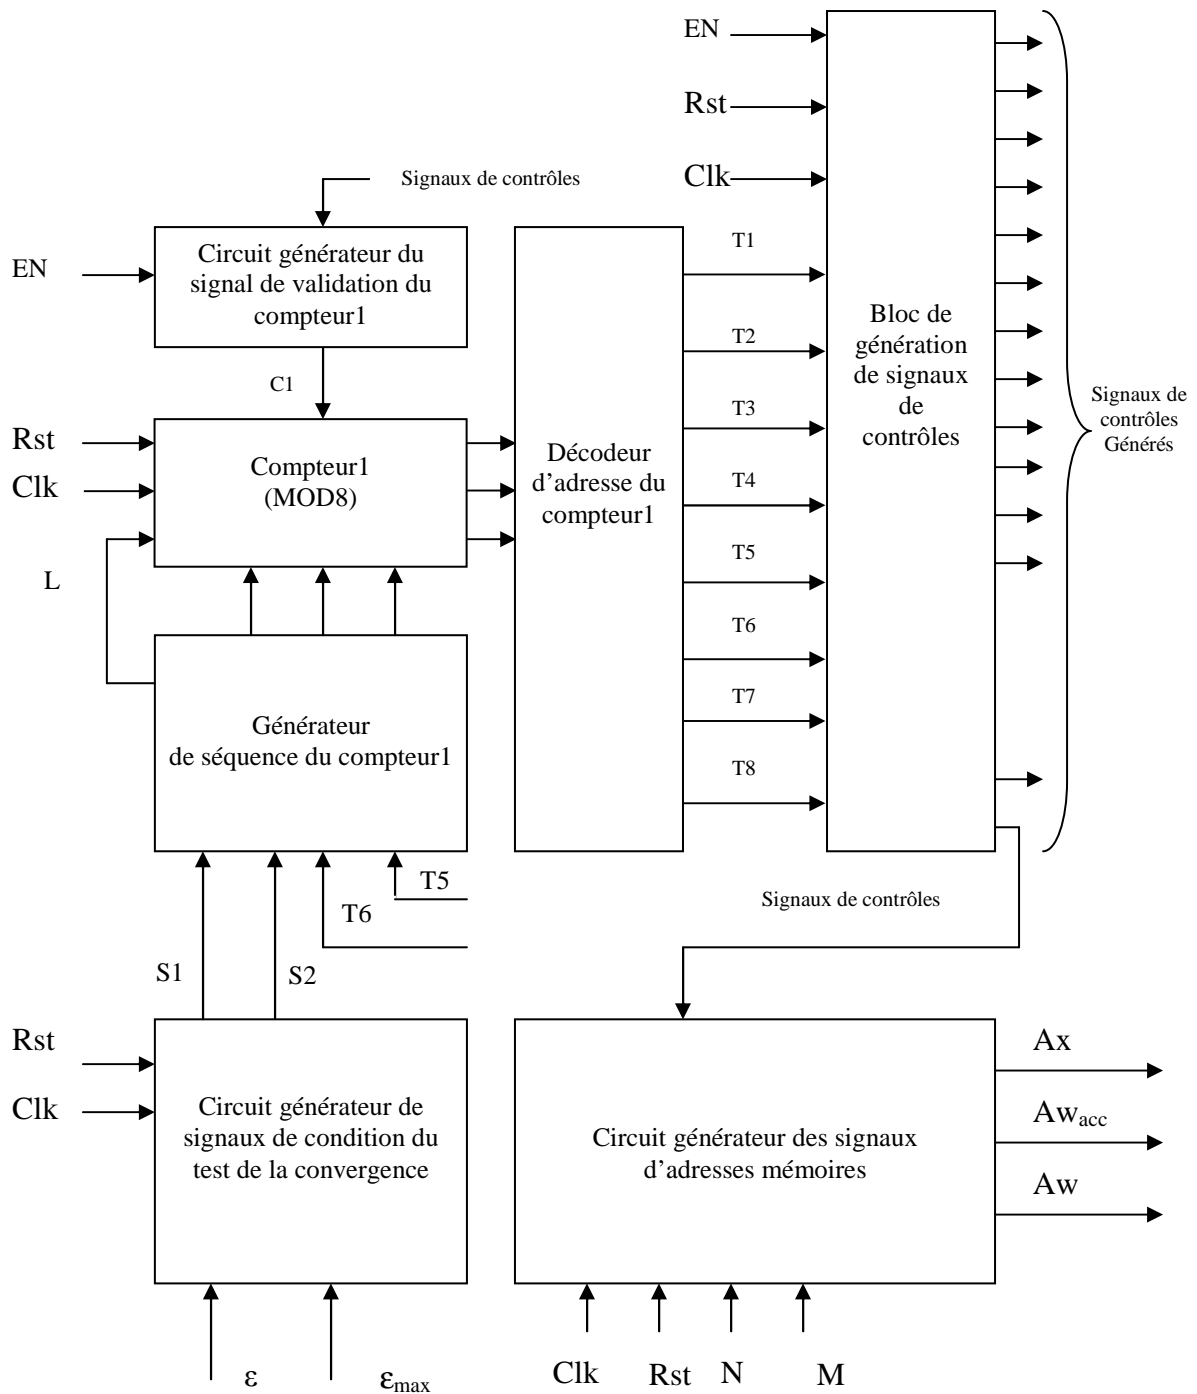 EN
Rst
Clk
Signaux de contrôles
EN
Circuit générateur du
signal de validation du
compteur1
C1
Rst
Clk
L
Compteur1
(MOD8)
Décodeur
d’adresse du
compteur1
T1
T2
T3
T4
T5
T6
T7
T8
Bloc de
génération
de signaux
de
contrôles
Signaux de
contrôles
Générés
Générateur
de séquence du compteur1
T5
T6
S1
S2
Signaux de contrôles
Rst
Clk
Circuit générateur de
signaux de condition du
test de la convergence
Circuit générateur des signaux
d’adresses mémoires
Ax
Awacc
Aw
ε
εmax
Clk
Rst
N
M